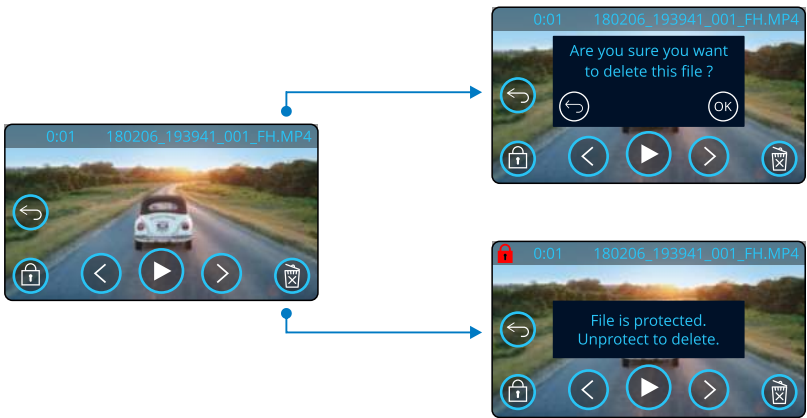 0:01 180206_193941_001_FH.MP4
Are you sure you want
to delete this file ?
OK
0:01 180206_193941_001_FH.MP4
0:01 180206_193941_001_FH.MP4
File is protected.
Unprotect to delete.